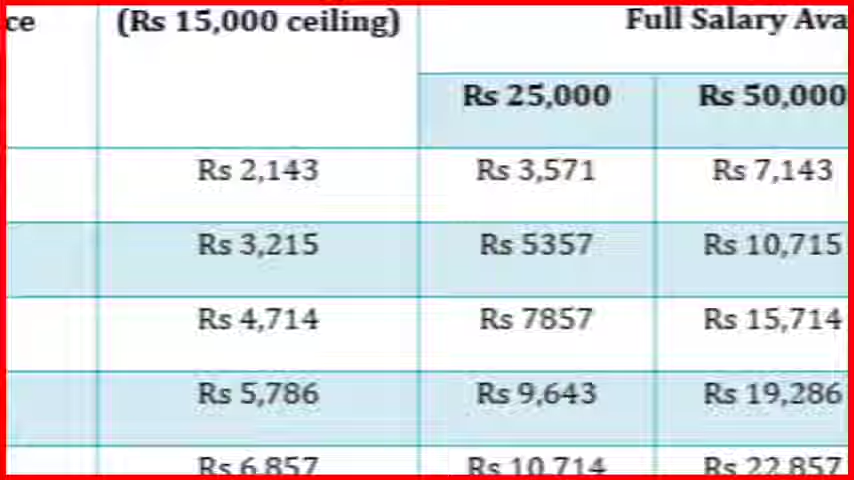 ce (Rs 15,000 ceiling) Full Salary Ava
Rs 25,000 Rs 50,000
Rs 2,143 Rs 3,571 Rs 7,143
Rs 3,215 Rs 5357 Rs 10,715
Rs 4,714 Rs 7857 Rs 15,714
Rs 5,786 Rs 9,643 Rs 19,286
Rs 6,857 Rs 10,714 Rs 22,857